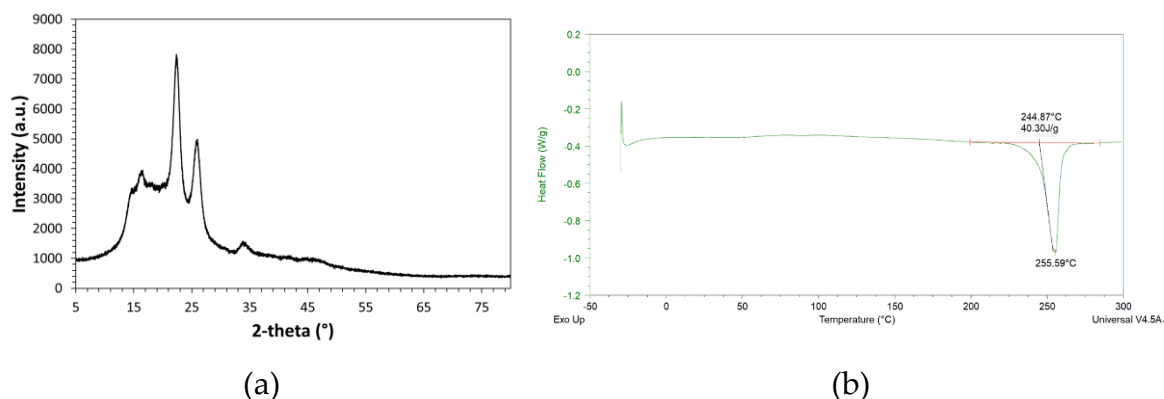 9000
8000
7000
6000
5000
4000
3000
2000
1000
0
Intensity (a.u.)
5 15 25 35 45 55 65 75
2-theta (°)
(a)
0.2
0.0
-0.2
-0.4
-0.6
-0.8
-1.0
-1.2
Heat Flow (W/g)
244.87°C
40.30J/g
255.59°C
-50 0 50 100 150 200 250 300
Exo Up Temperature (°C) Universal V4.5A
(b)